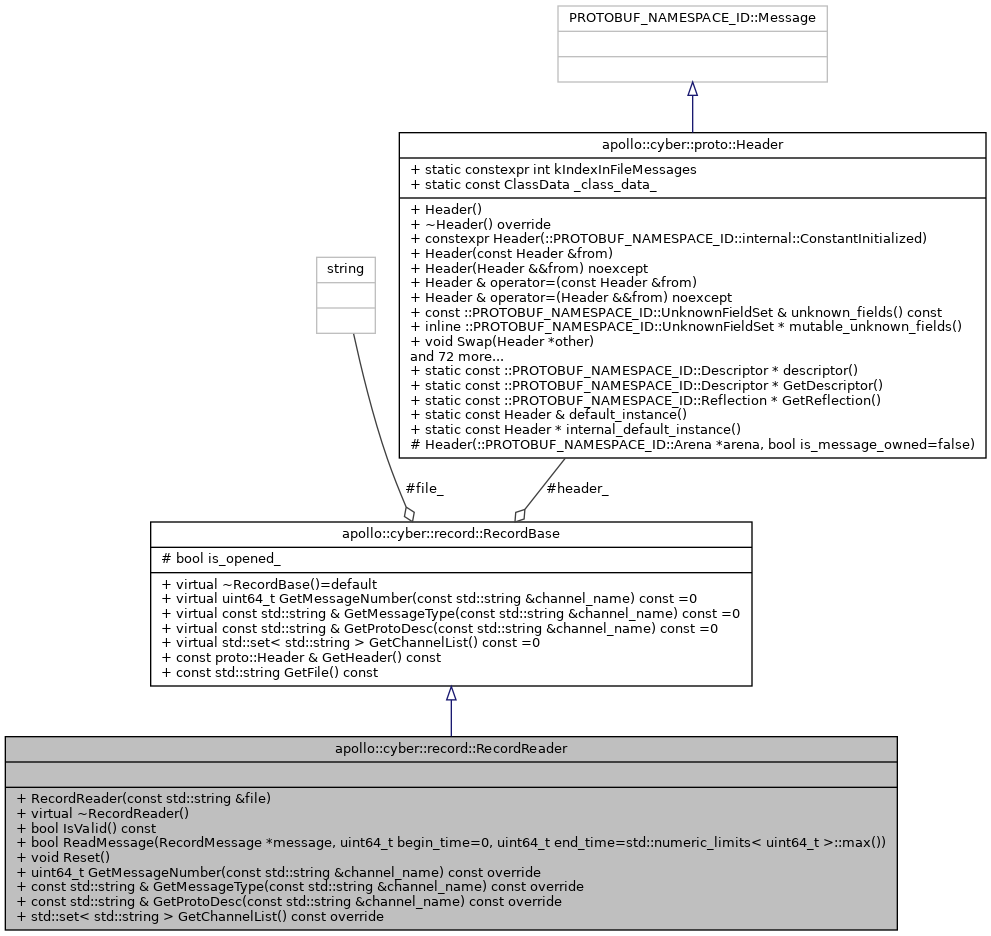 PROTOBUF_NAMESPACE_ID::Message
apollo::cyber::proto::Header
+ static constexpr int kIndexInFileMessages
+ static const ClassData _class_data_
+ Header()
+ ~Header() override
+ constexpr Header(::PROTOBUF_NAMESPACE_ID::internal::ConstantInitialized)
+ Header(const Header &from)
+ Header(Header &&from) noexcept
+ Header & operator=(const Header &from)
+ Header & operator=(Header &&from) noexcept
+ const ::PROTOBUF_NAMESPACE_ID::UnknownFieldSet & unknown_fields() const
+ inline ::PROTOBUF_NAMESPACE_ID::UnknownFieldSet * mutable_unknown_fields()
+ void Swap(Header *other)
and 72 more...
+ static const ::PROTOBUF_NAMESPACE_ID::Descriptor * descriptor()
+ static const ::PROTOBUF_NAMESPACE_ID::Descriptor * GetDescriptor()
+ static const ::PROTOBUF_NAMESPACE_ID::Reflection * GetReflection()
+ static const Header & default_instance()
+ static const Header * internal_default_instance()
# Header(::PROTOBUF_NAMESPACE_ID::Arena *arena, bool is_message_owned=false)
string
#file_
#header_
apollo::cyber::record::RecordBase
# bool is_opened_
+ virtual ~RecordBase()=default
+ virtual uint64_t GetMessageNumber(const std::string &channel_name) const =0
+ virtual const std::string & GetMessageType(const std::string &channel_name) const =0
+ virtual const std::string & GetProtoDesc(const std::string &channel_name) const =0
+ virtual std::set< std::string > GetChannelList() const =0
+ const proto::Header & GetHeader() const
+ const std::string GetFile() const
apollo::cyber::record::RecordReader
+ RecordReader(const std::string &file)
+ virtual ~RecordReader()
+ bool IsValid() const
+ bool ReadMessage(RecordMessage *message, uint64_t begin_time=0, uint64_t end_time=std::numeric_limits< uint64_t >::max())
+ void Reset()
+ uint64_t GetMessageNumber(const std::string &channel_name) const override
+ const std::string & GetMessageType(const std::string &channel_name) const override
+ const std::string & GetProtoDesc(const std::string &channel_name) const override
+ std::set< std::string > GetChannelList() const override